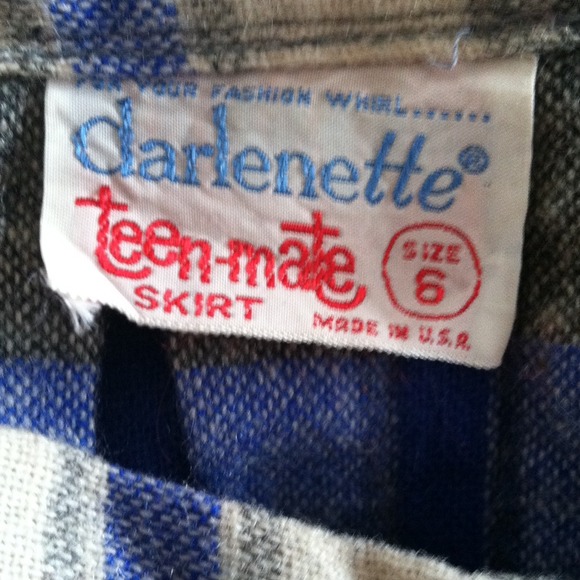 FOR YOUR FASHION WHIRL......
darlenette®
teen-mate
SKIRT
SIZE
6
MADE IN U.S.A.